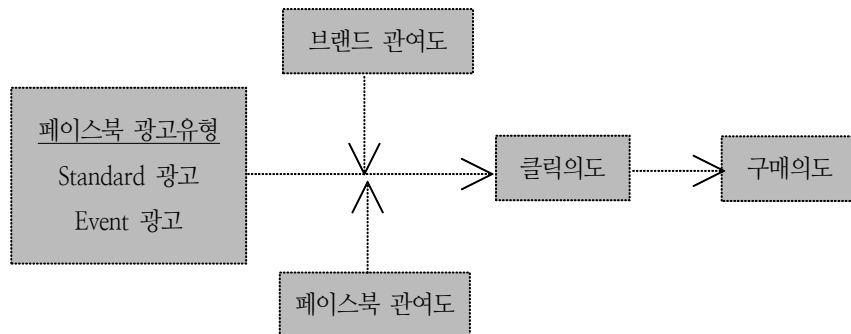 브랜드 관여도
페이스북 광고유형
Standard 광고
Event 광고
클릭의도
구매의도
페이스북 관여도